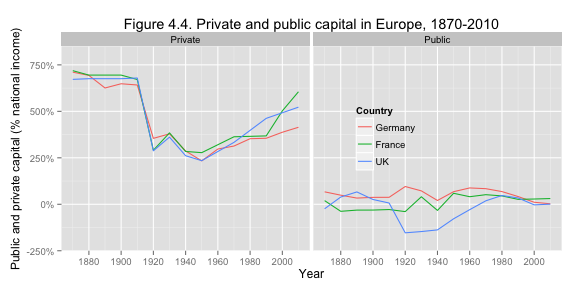 Figure 4.4. Private and public capital in Europe, 1870-2010
Private
Public
Public and private capital (% national income)
750%
500%
250%
0%
-250%
Country
Germany
France
UK
1880 1900 1920 1940 1960 1980 2000
1880 1900 1920 1940 1960 1980 2000
Year